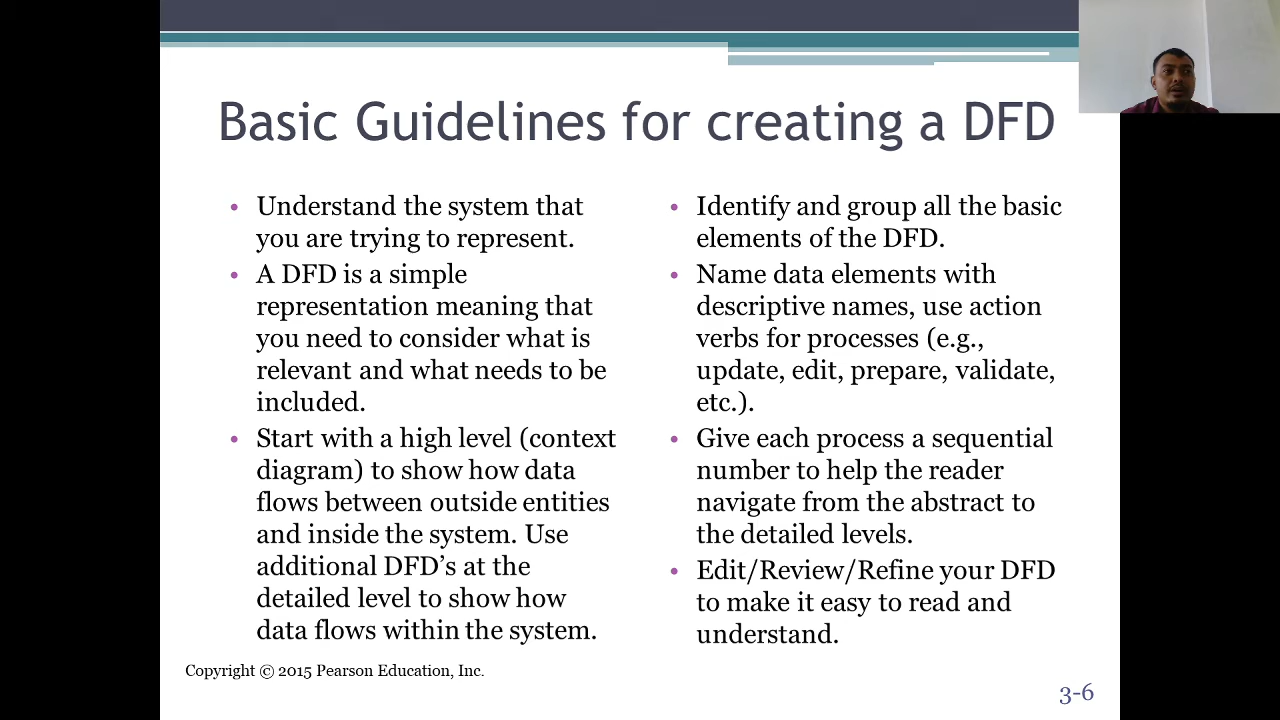 Basic Guidelines for creating a DFD
• Understand the system that
you are trying to represent.
• A DFD is a simple
representation meaning that
you need to consider what is
relevant and what needs to be
included.
• Start with a high level (context
diagram) to show how data
flows between outside entities
and inside the system. Use
additional DFD’s at the
detailed level to show how
data flows within the system.
• Identify and group all the basic
elements of the DFD.
• Name data elements with
descriptive names, use action
verbs for processes (e.g.,
update, edit, prepare, validate,
etc.).
• Give each process a sequential
number to help the reader
navigate from the abstract to
the detailed levels.
• Edit/Review/Refine your DFD
to make it easy to read and
understand.
Copyright © 2015 Pearson Education, Inc.
3-6